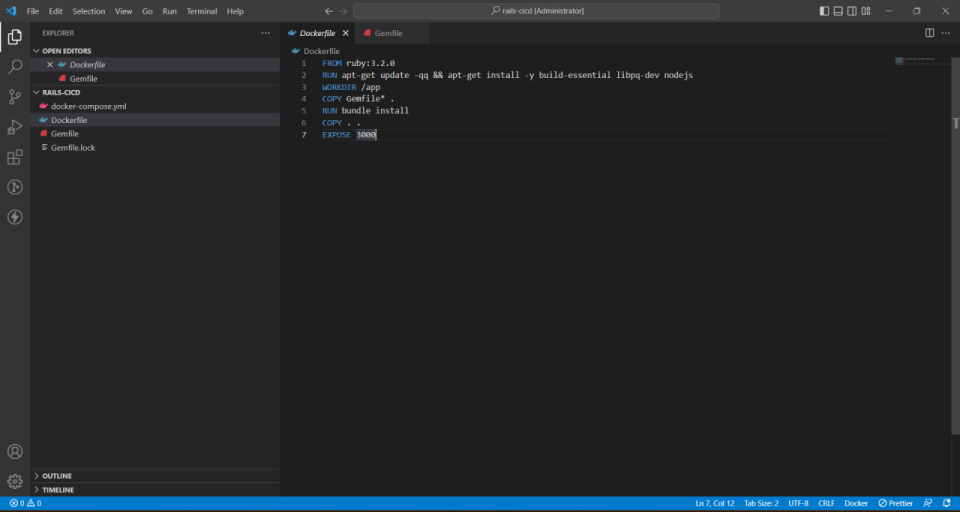 File Edit Selection View Go Run Terminal Help
rails-cicd [Administrator]
EXPLORER
OPEN EDITORS
Dockerfile
Gemfile
RAILS-CICD
docker-compose.yml
Dockerfile
Gemfile
Gemfile.lock
OUTLINE
TIMELINE
Dockerfile Gemfile
Dockerfile
1 FROM ruby:3.2.0
2 RUN apt-get update -qq && apt-get install -y build-essential libpq-dev nodejs
3 WORKDIR /app
4 COPY Gemfile* .
5 RUN bundle install
6 COPY . .
7 EXPOSE 3000
0 0 Ln 7, Col 12 Tab Size: 2 UTF-8 CRLF Docker Prettier